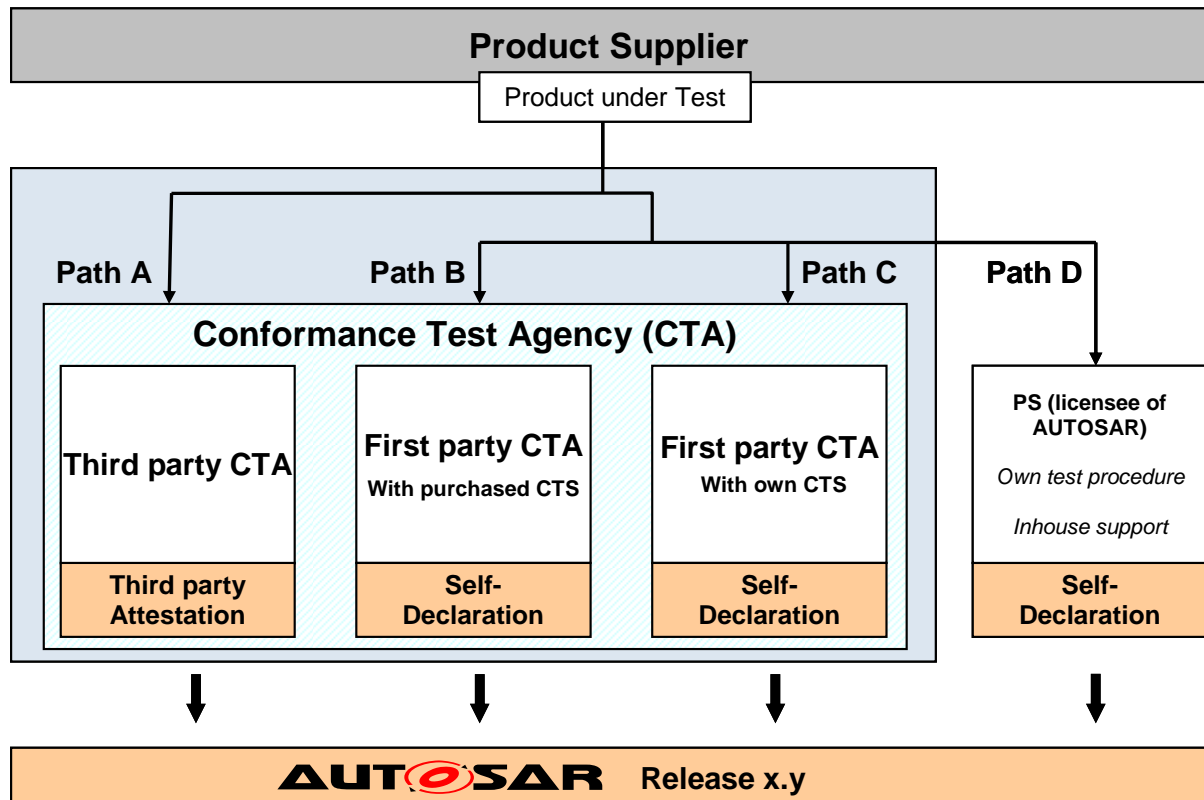 Product Supplier
Product under Test
Path A
Path B
Path C
Path D
Conformance Test Agency (CTA)
Third party CTA
First party CTA
With purchased CTS
First party CTA
With own CTS
PS (licensee of
AUTOSAR)
Own test procedure
Inhouse support
Third party
Attestation
Self-
Declaration
Self-
Declaration
Self-
Declaration
AUTOSAR Release x.y